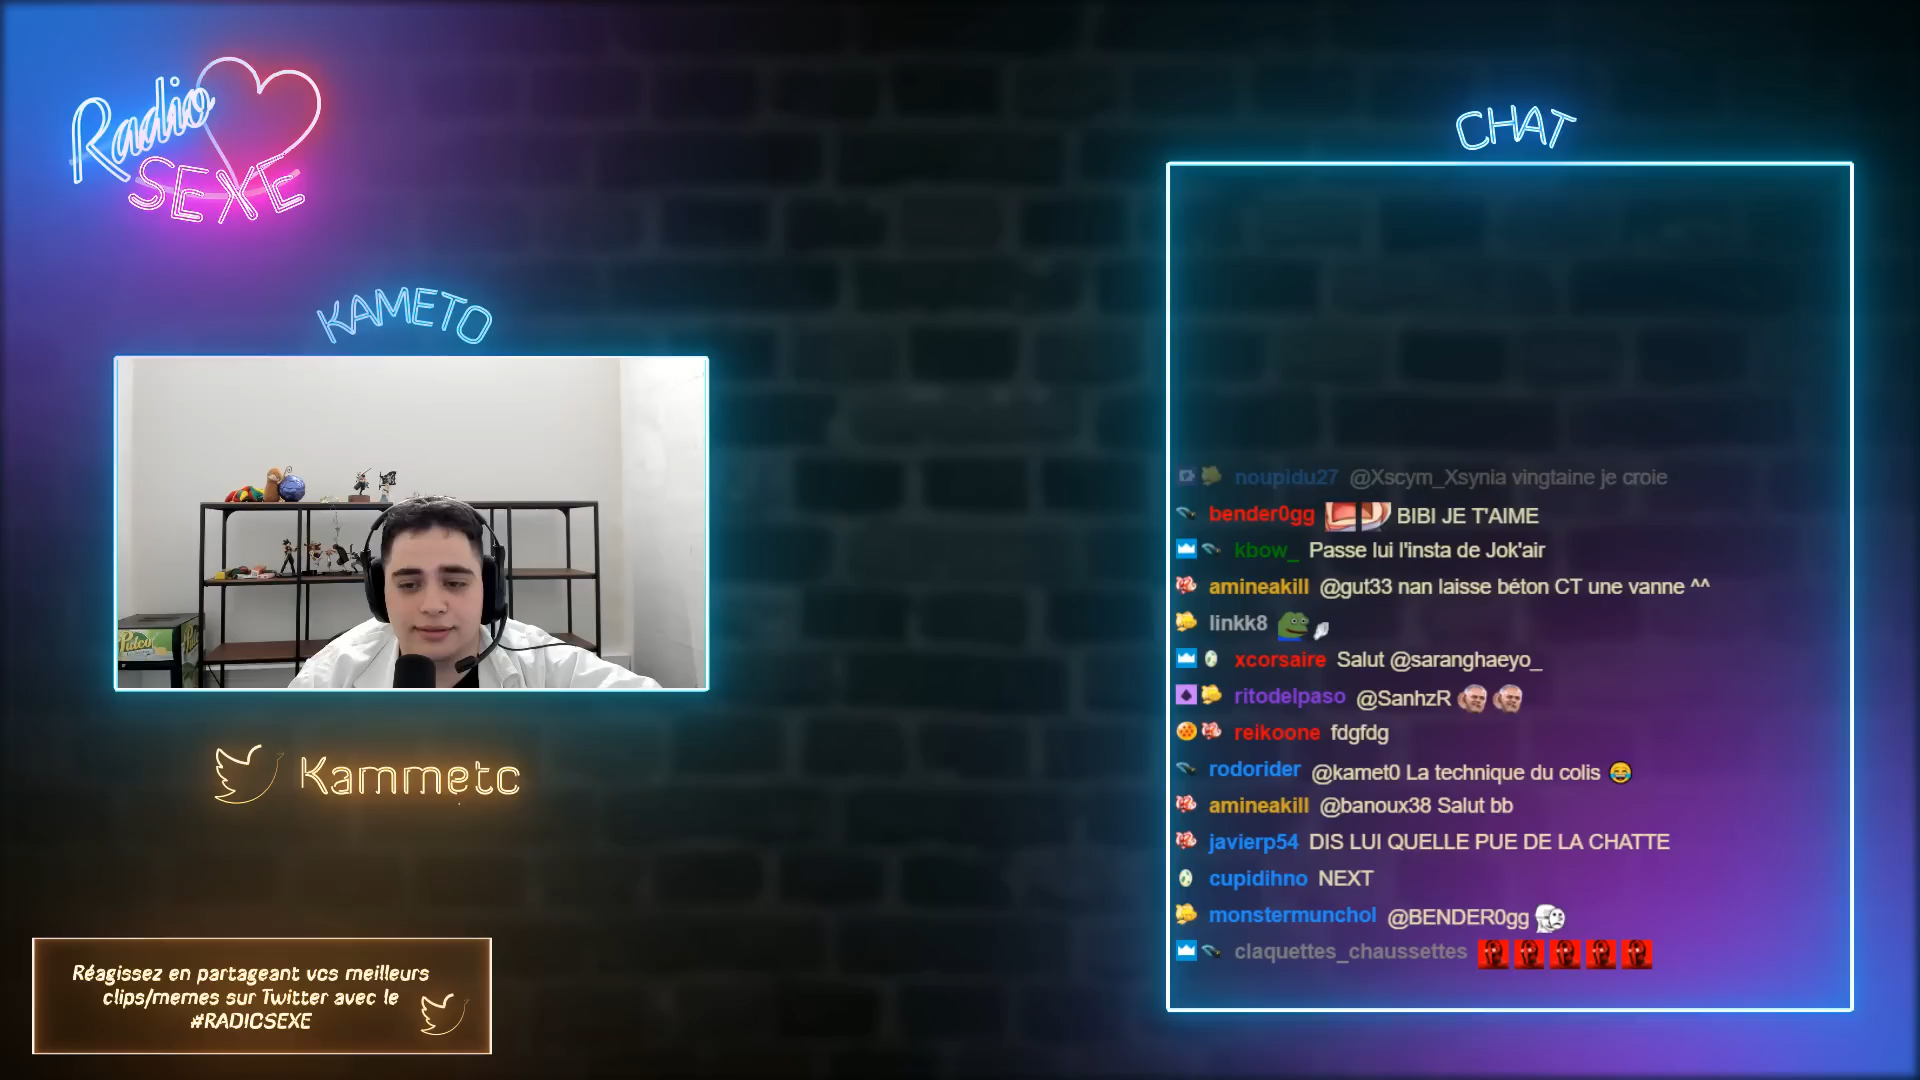 Radio
SEXE
KAMETO
Pulco
Kammeto
Réagissez en partageant vos meilleurs
clips/memes sur Twitter avec le
#RADIOSEXE
CHAT
noupidu27 @Xscym_Xsynia vingtaine je croie
bender0gg BIBI JE T'AIME
kbow_ Passe lui l'insta de Jok'air
amineakill @gut33 nan laisse béton CT une vanne ^^
linkk8
xcorsaire Salut @saranghaeyo_
ritodelpaso @SanhzR
reikoone fdgfdg
rodorider @kamet0 La technique du colis 😂
amineakill @banoux38 Salut bb
javierp54 DIS LUI QUELLE PUE DE LA CHATTE
cupidihno NEXT
monstermunchol @BENDER0gg
claquettes_chaussettes